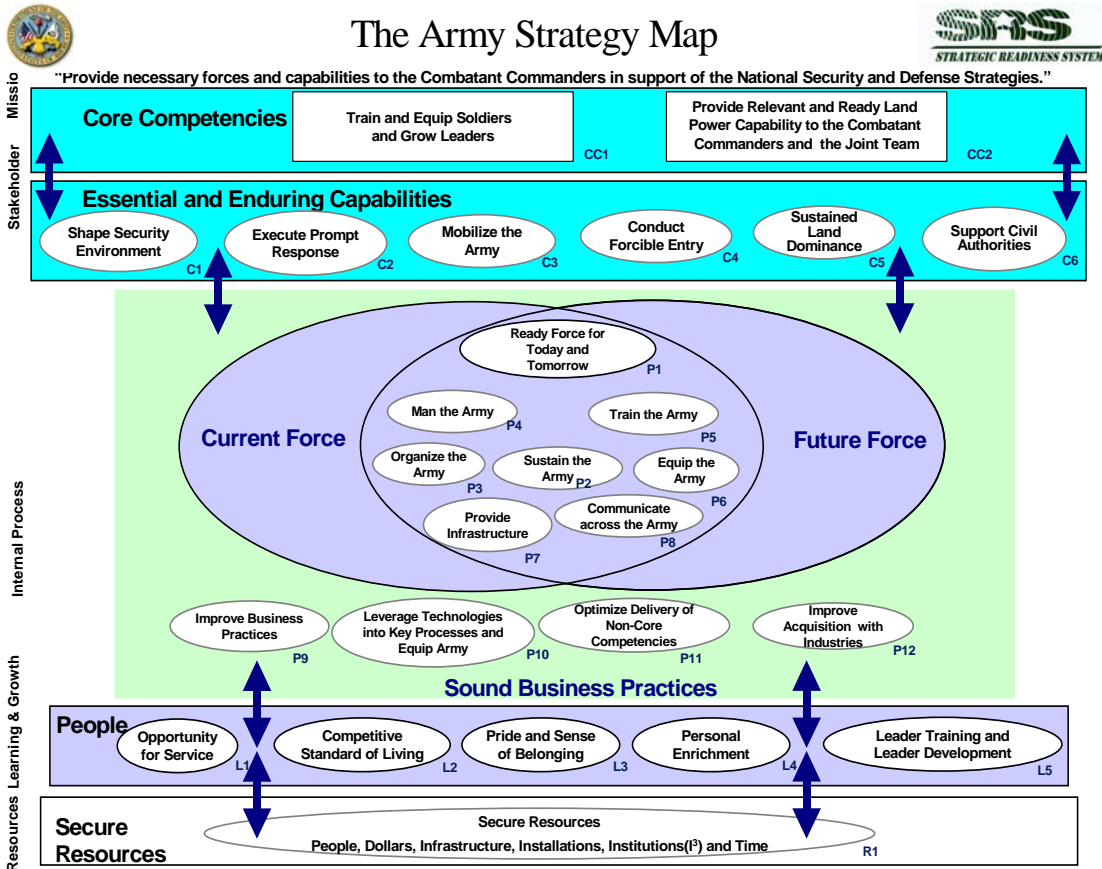 The Army Strategy Map
SRS
STRATEGIC READINESS SYSTEM
"Provide necessary forces and capabilities to the Combatant Commanders in support of the National Security and Defense Strategies."
Missio
Stakeholder
Internal Process
Learning & Growth
Resources
Core Competencies
Train and Equip Soldiers
and Grow Leaders
CC1
Provide Relevant and Ready Land
Power Capability to the Combatant
Commanders and the Joint Team
CC2
Essential and Enduring Capabilities
Shape Security
Environment
C1
Execute Prompt
Response
C2
Mobilize the
Army
C3
Conduct
Forcible Entry
C4
Sustained
Land
Dominance
C5
Support Civil
Authorities
C6
Current Force
Future Force
Ready Force for
Today and
Tomorrow
P1
Man the Army
P4
Train the Army
P5
Organize the
Army
P3
Sustain the
Army
P2
Equip the
Army
P6
Provide
Infrastructure
P7
Communicate
across the Army
P8
Improve Business
Practices
P9
Leverage Technologies
into Key Processes and
Equip Army
P10
Optimize Delivery of
Non-Core
Competencies
P11
Improve
Acquisition with
Industries
P12
Sound Business Practices
People
Opportunity
for Service
L1
Competitive
Standard of Living
L2
Pride and Sense
of Belonging
L3
Personal
Enrichment
L4
Leader Training and
Leader Development
L5
Secure
Resources
Secure Resources
People, Dollars, Infrastructure, Installations, Institutions(I³) and Time
R1